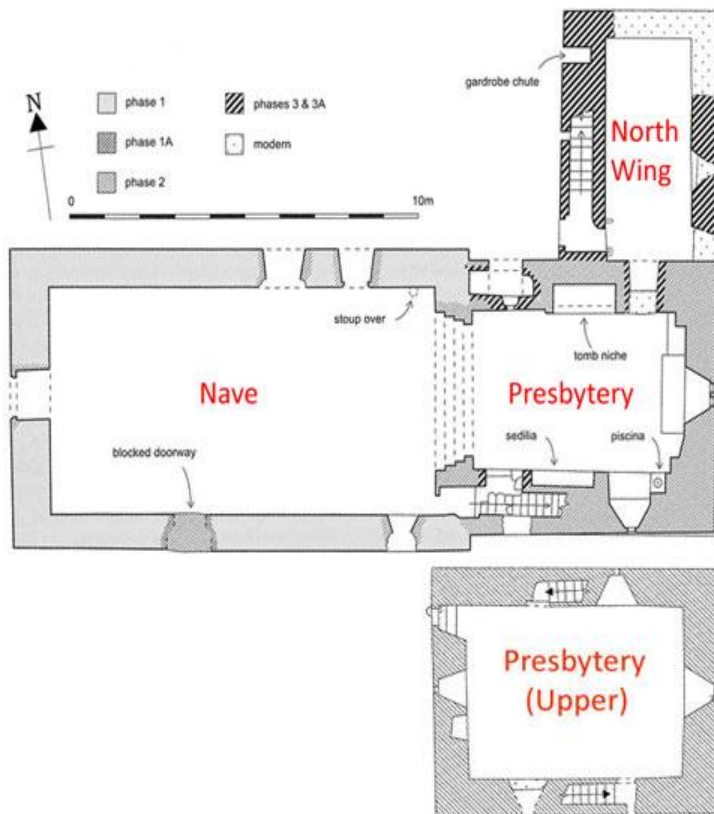 gardrobe chute
N
phase 1
phases 3 & 3A
phase 1A
modern
phase 2
North
Wing
0
10m
stoup over
tomb niche
Nave
Presbytery
sedilia
piscina
blocked doorway
Presbytery
(Upper)